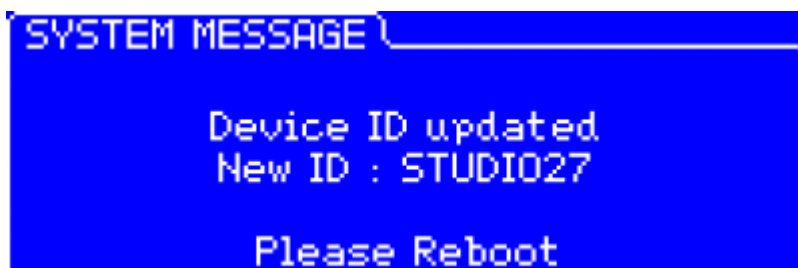 SYSTEM MESSAGE
Device ID updated
New ID : STUDIO27
Please Reboot